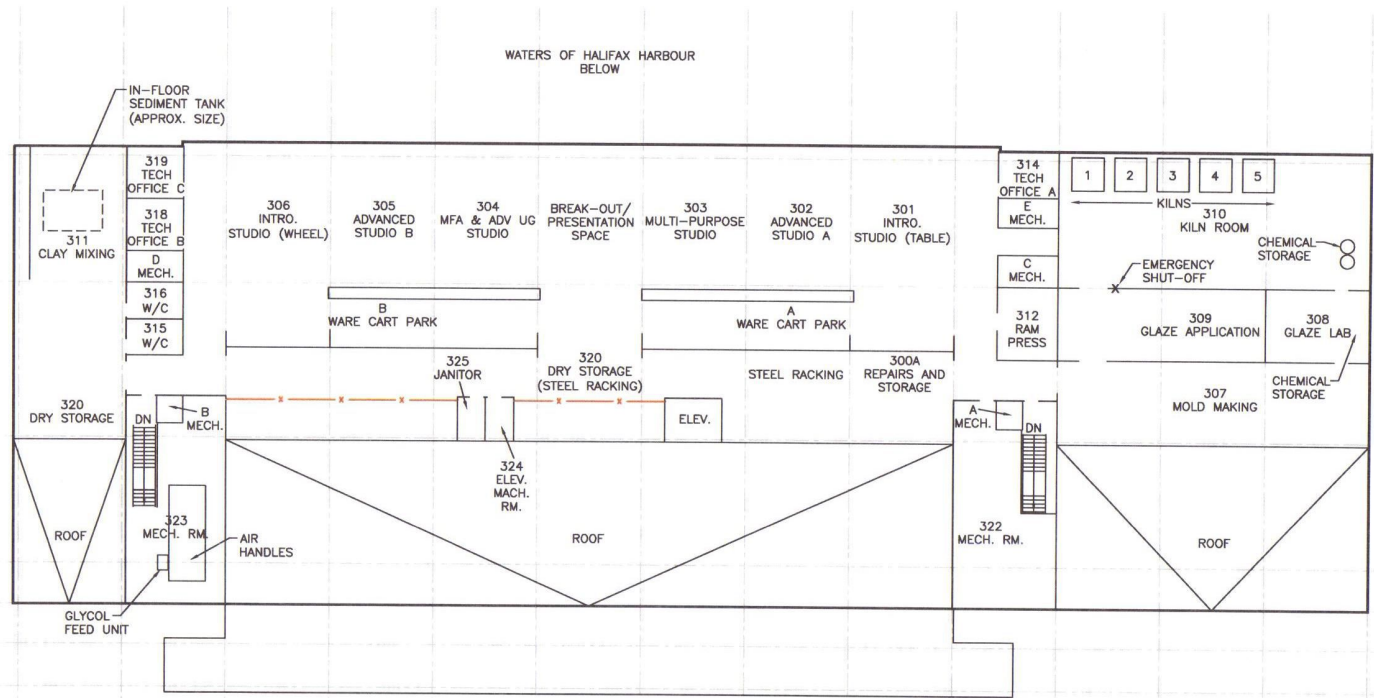 WATERS OF HALIFAX HARBOUR
BELOW
IN-FLOOR
SEDIMENT TANK
(APPROX. SIZE)
319
TECH
OFFICE C
318
TECH
OFFICE B
311
CLAY MIXING
D
MECH.
316
W/C
315
W/C
306
INTRO.
STUDIO (WHEEL)
305
ADVANCED
STUDIO B
304
MFA & ADV UG
STUDIO
BREAK-OUT/
PRESENTATION
SPACE
303
MULTI-PURPOSE
STUDIO
302
ADVANCED
STUDIO A
301
INTRO.
STUDIO (TABLE)
314
TECH
OFFICE A
E
MECH.
C
MECH.
312
RAM
PRESS
1
2
3
4
5
KILNS
310
KILN ROOM
CHEMICAL
STORAGE
EMERGENCY
SHUT-OFF
X
309
GLAZE APPLICATION
308
GLAZE LAB
B
WARE CART PARK
A
WARE CART PARK
325
JANITOR
320
DRY STORAGE
(STEEL RACKING)
STEEL RACKING
300A
REPAIRS AND
STORAGE
CHEMICAL
STORAGE
307
MOLD MAKING
320
DRY STORAGE
DN
B
MECH.
x
x
x
x
x
ELEV.
A
MECH.
DN
324
ELEV.
MACH.
RM.
323
MECH. RM.
AIR
HANDLES
322
MECH. RM.
ROOF
ROOF
ROOF
GLYCOL
FEED UNIT